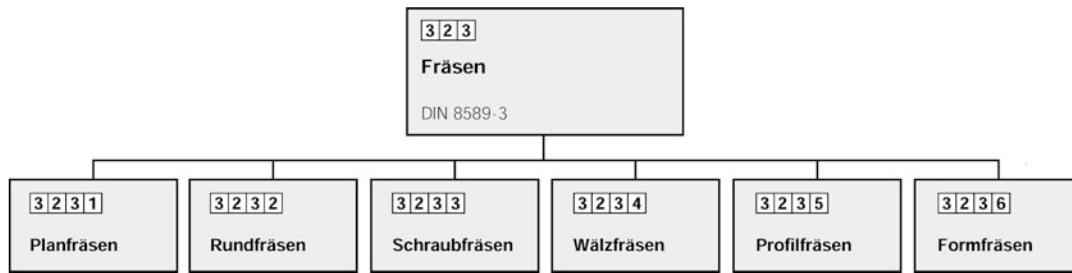 323
Fräsen
DIN 8589-3
3231
Planfräsen
3232
Rundfräsen
3233
Schraubfräsen
3234
Wälzfräsen
3235
Profilfräsen
3236
Formfräsen